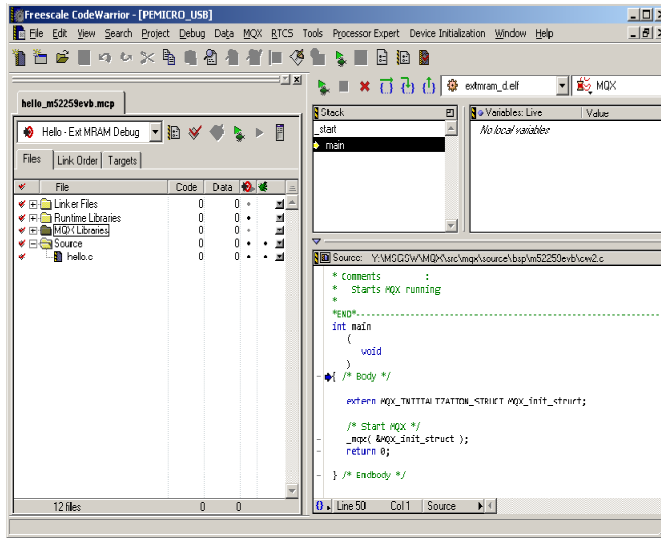 Freescale CodeWarrior - [PEMICRO_USB]
File Edit View Search Project Debug Data MQX RTCS Tools Processor Expert Device Initialization Window Help
hello_m52259evb.mcp
Hello - Ext MRAM Debug
Files Link Order Targets
File Code Data
Linker Files 0 0
Runtime Libraries 0 0
MQX Libraries 0 0
Source 0 0
hello.c 0 0
12 files 0 0
extmram_d.elf MQX
Stack
_start
main
Variables: Live Value
No local variables
Source: Y:\MSGSW\MQX\src\mqx\source\bsp\m52259evb\cw2.c
* Comments :
* Starts MQX running
*
*END*------------------------------------------
int main
(
void
)
{ /* Body */
extern MQX_INITIALIZATION_STRUCT MQX_init_struct;
/* Start MQX */
_mqx( &MQX_init_struct );
return 0;
} /* Endbody */
Line 50 Col 1 Source